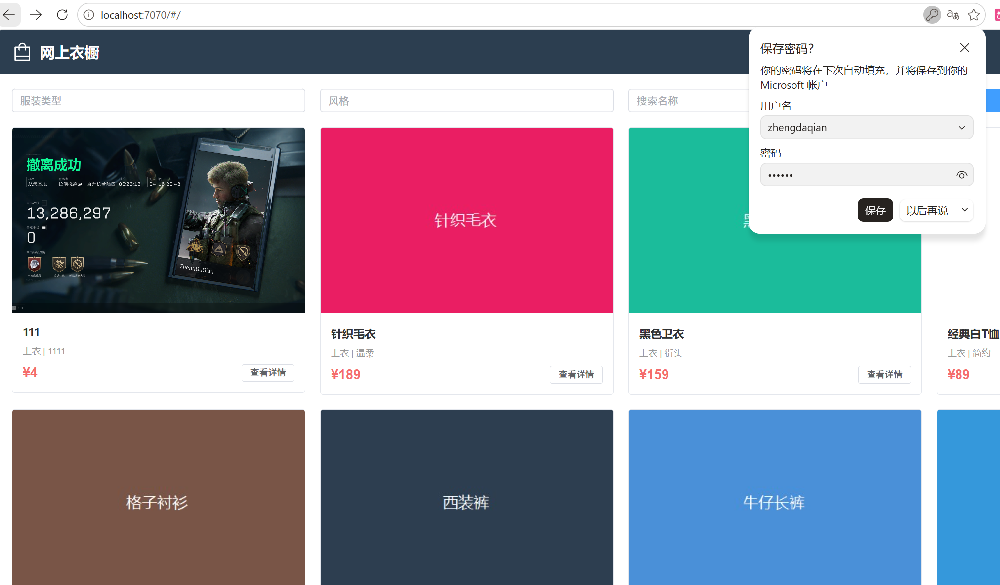 localhost:7070/#/
网上衣橱
保存密码?
你的密码将在下次自动填充，并将保存到你的
Microsoft 帐户
用户名
zhengdaqian
密码
••••••
保存
以后再说
服装类型
风格
搜索名称
撤离成功
航天基地
拉闸撤离点：直升机着陆区
00:23:13
04-16 20:43
13,286,297
0
ZhengDaQian
针织毛衣
黑
111
上衣 | 1111
¥4
查看详情
针织毛衣
上衣 | 温柔
¥189
查看详情
黑色卫衣
上衣 | 街头
¥159
查看详情
经典白T恤
上衣 | 简约
¥89
格子衬衫
西装裤
牛仔长裤